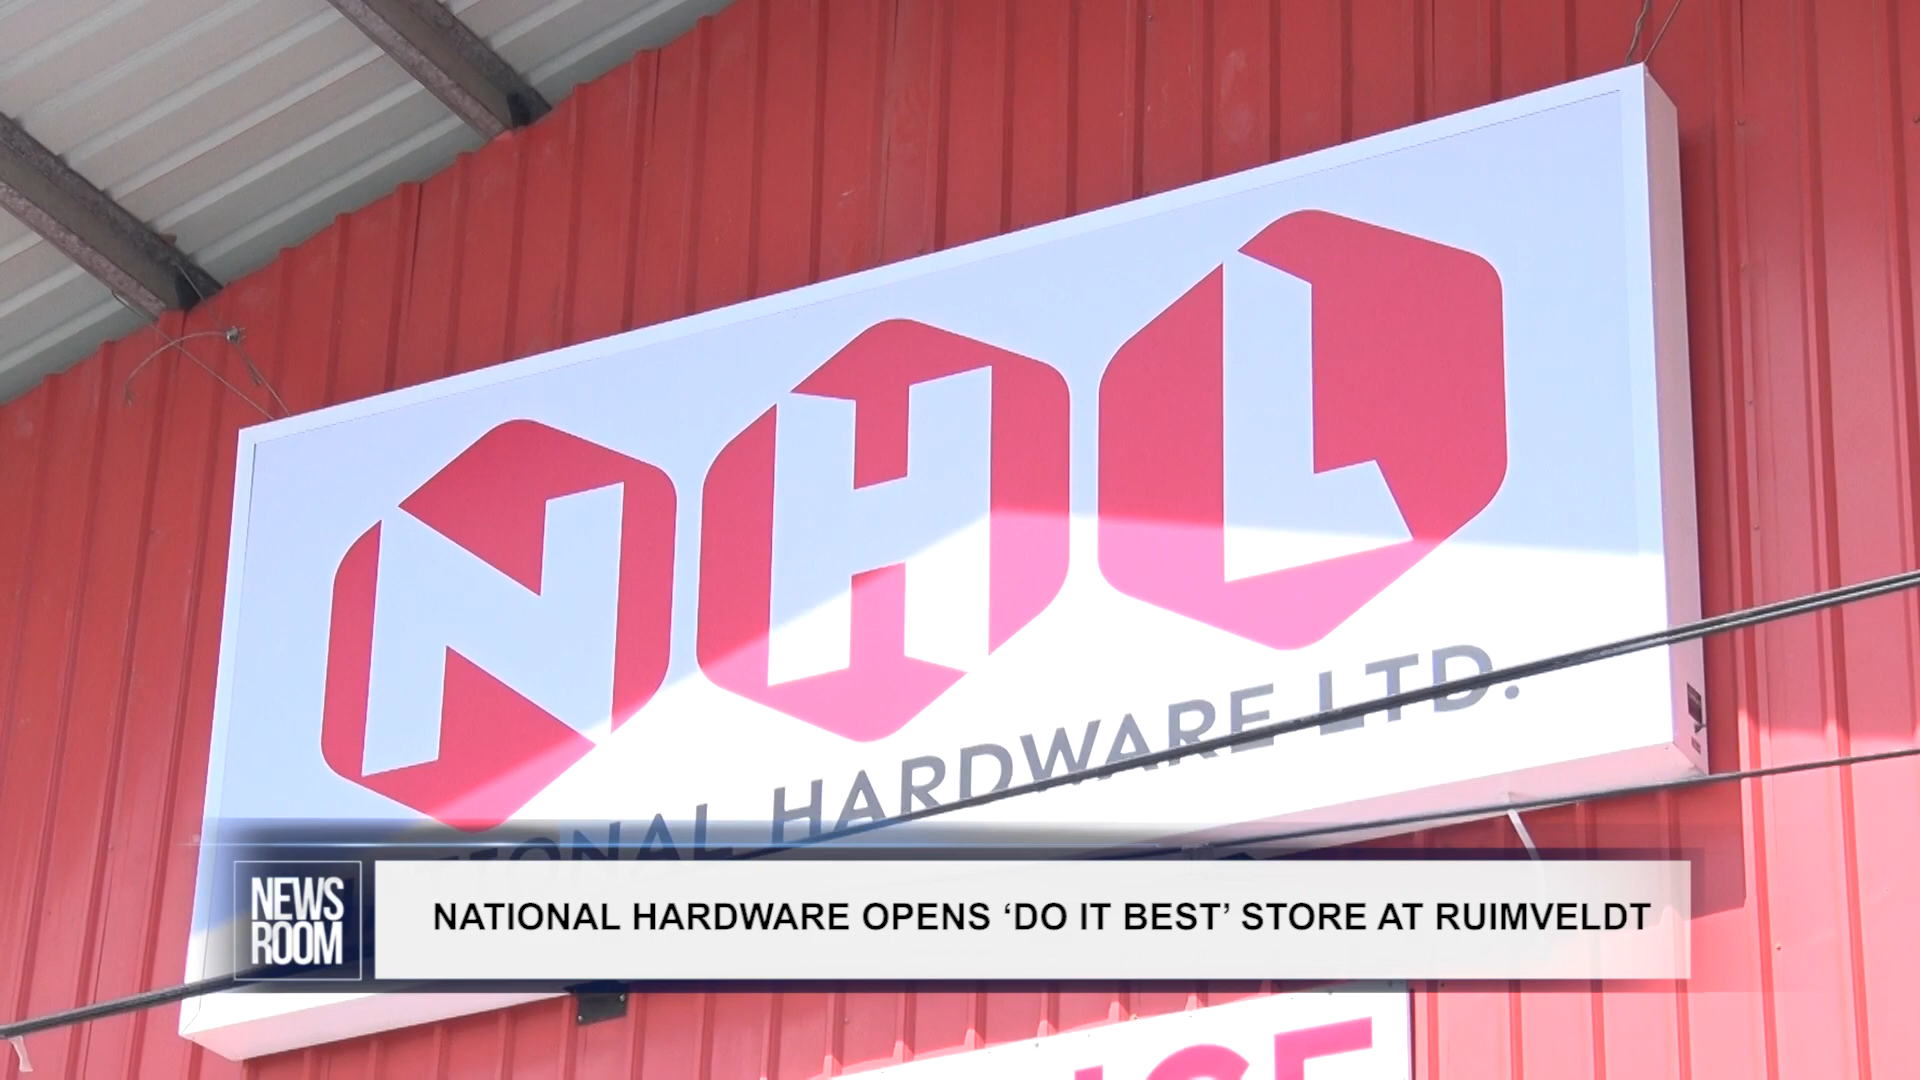 NHL
HARDWARE LTD.
NEWS
ROOM
NATIONAL HARDWARE OPENS ‘DO IT BEST’ STORE AT RUIMVELDT